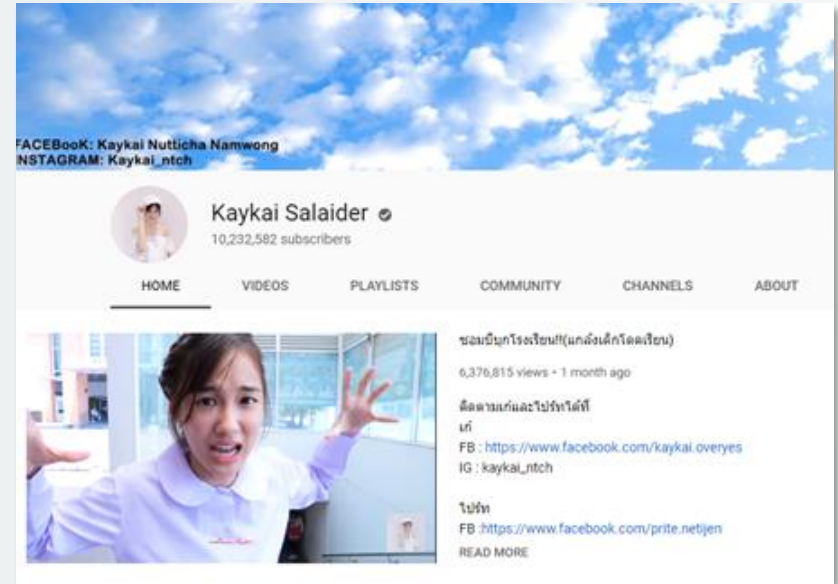 FACEBooK: Kaykai Nutticha Namwong
INSTAGRAM: Kaykai_ntch
Kaykai Salaider
10,232,582 subscribers
HOME VIDEOS PLAYLISTS COMMUNITY CHANNELS ABOUT
ซอมบี้บุกโรงเรียน!!(แกล้งเด็กโดดเรียน)
6,376,815 views • 1 month ago
ติดตามเก๋และไปร์ทได้ที่
เก๋
FB : https://www.facebook.com/kaykai.overyes
IG : kaykai_ntch
ไปร์ท
FB :https://www.facebook.com/prite.netijen
READ MORE